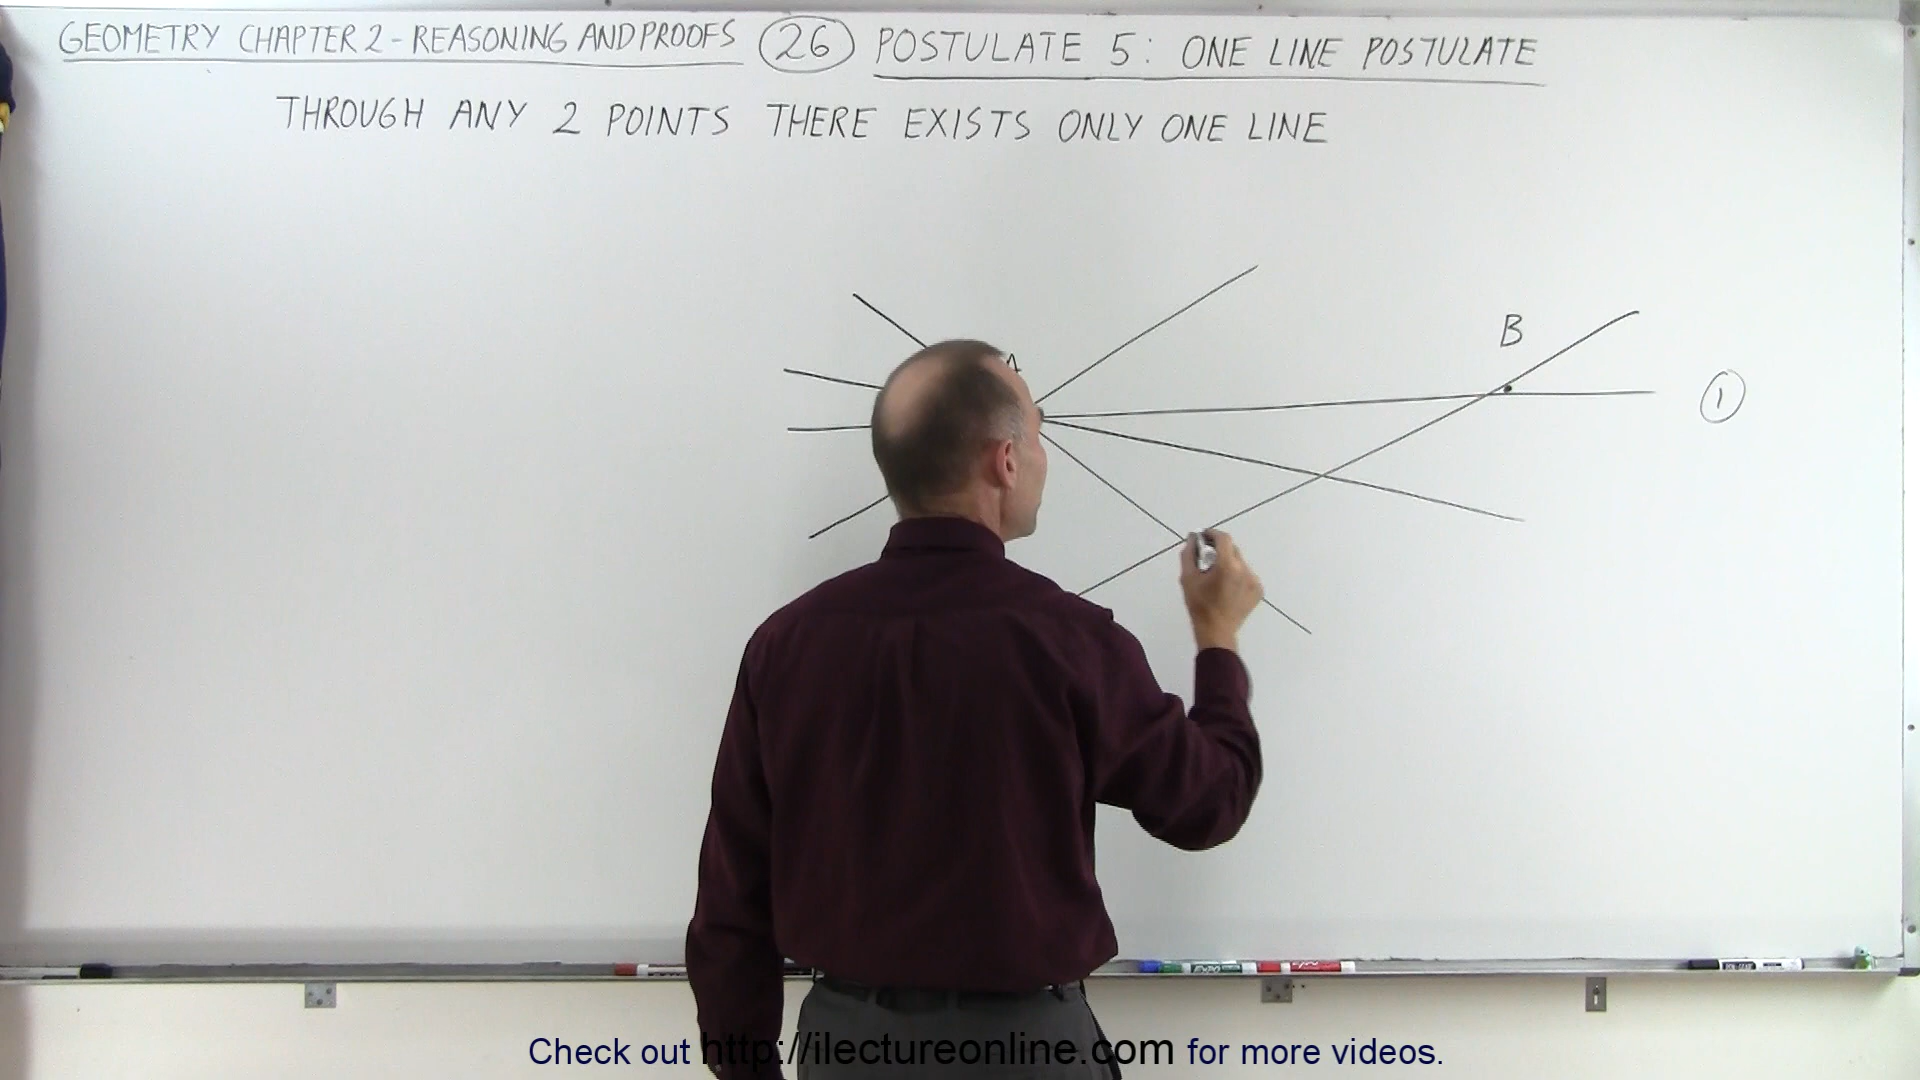 GEOMETRY CHAPTER 2 - REASONING AND PROOFS (26) POSTULATE 5: ONE LINE POSTULATE
THROUGH ANY 2 POINTS THERE EXISTS ONLY ONE LINE
A
B
1
EXPO
Check out http://ilectureonline.com for more videos.